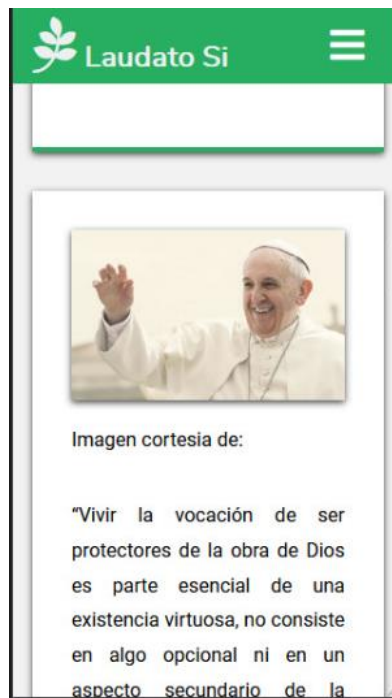 Laudato Si
Imagen cortesia de:
“Vivir la vocación de ser
protectores de la obra de Dios
es parte esencial de una
existencia virtuosa, no consiste
en algo opcional ni en un
aspecto secundario de la